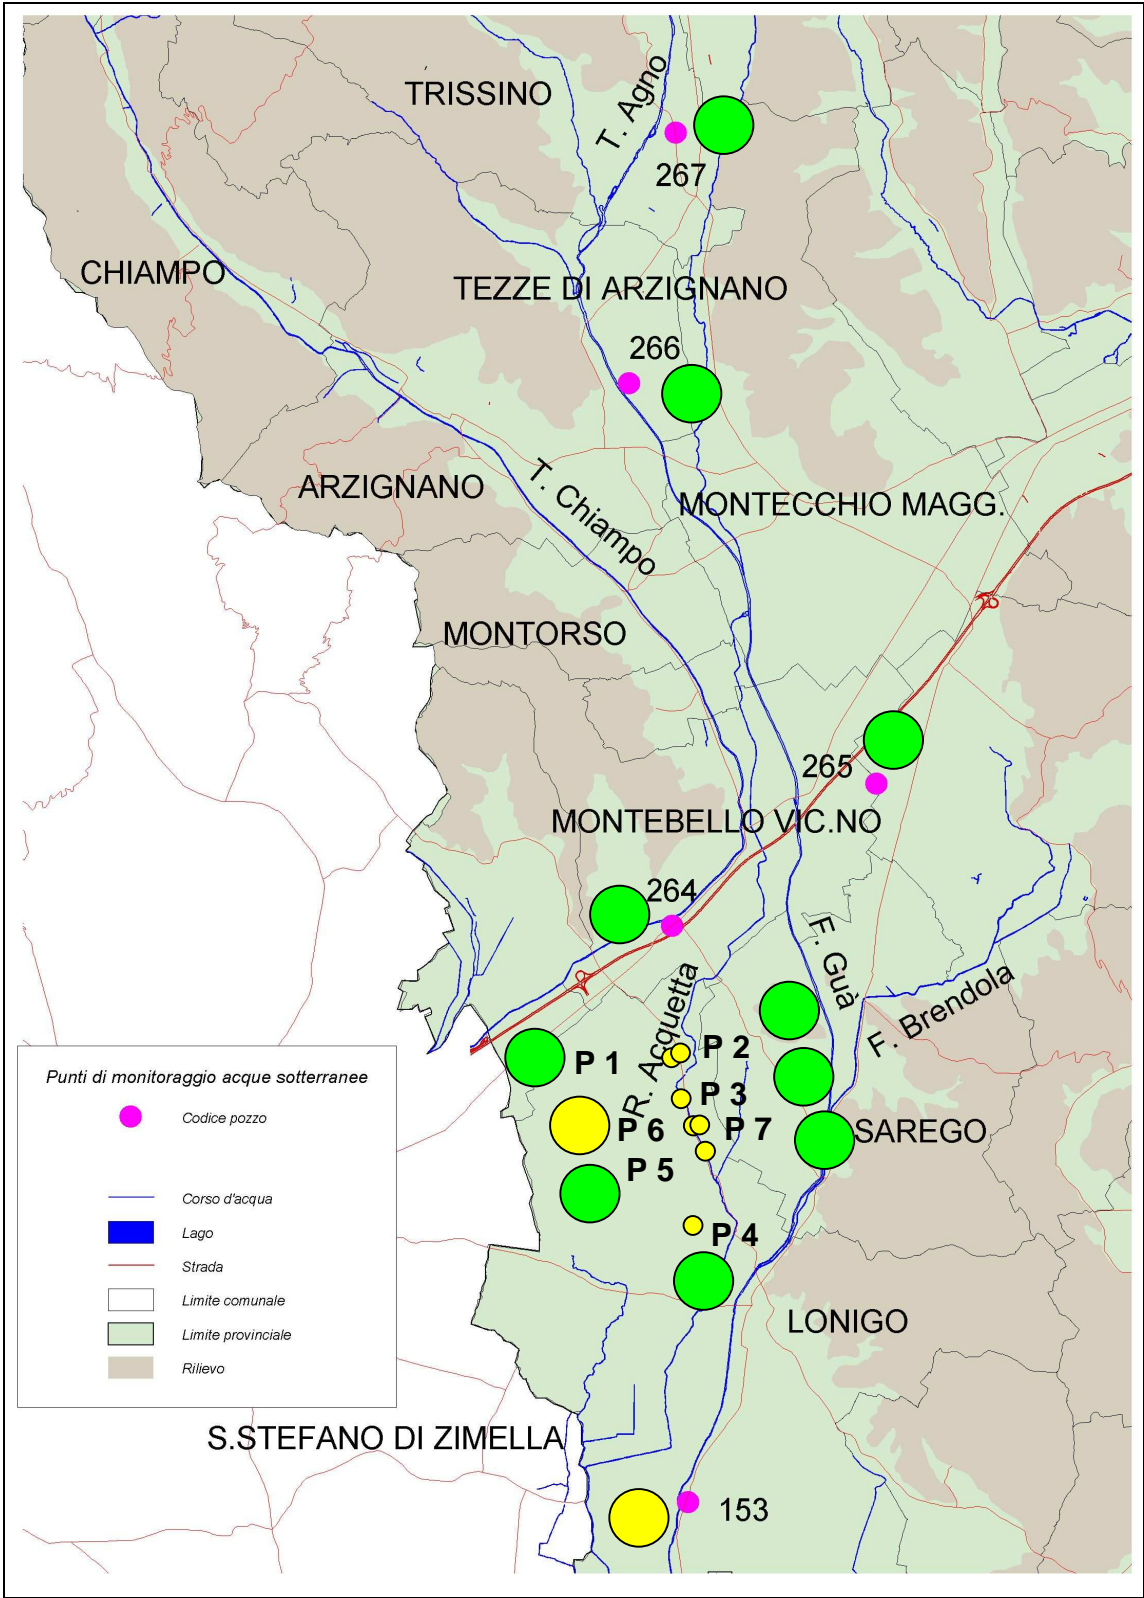 TRISSINO
T. Agno
267
CHIAMPO
TEZZE DI ARZIGNANO
266
ARZIGNANO
T. Chiampo
MONTECCHIO MAGG.
MONTORSO
265
MONTEBELLO VIC.NO
264
F. Guà
R. Acquetta
F. Brendola
P 1
P 2
P 3
P 6
P 7
SAREGO
P 5
P 4
LONIGO
Punti di monitoraggio acque sotterranee
Codice pozzo
Corso d'acqua
Lago
Strada
Limite comunale
Limite provinciale
Rilievo
S.STEFANO DI ZIMELLA
153